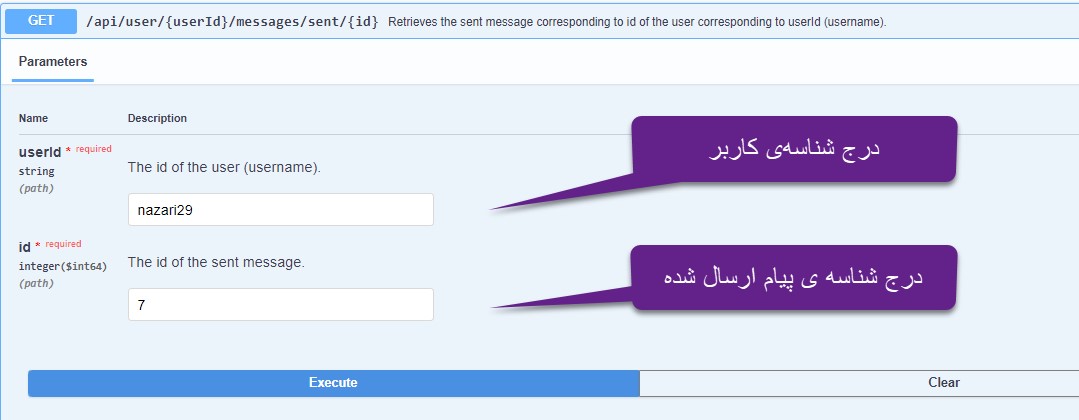 GET /api/user/{userId}/messages/sent/{id} Retrieves the sent message corresponding to id of the user corresponding to userId (username).
Parameters
Name Description
userId * required
string
(path)
The id of the user (username).
nazari29
درج شناسه‌ی کاربر
id * required
integer($int64)
(path)
The id of the sent message.
7
درج شناسه ی پیام ارسال شده
Execute Clear